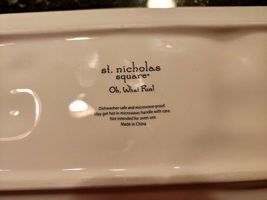 st. nicholas
square®
Oh, What Fun!
Dishwasher-safe and microwave-proof.
May get hot in microwave; handle with care.
Not intended for oven use.
Made in China